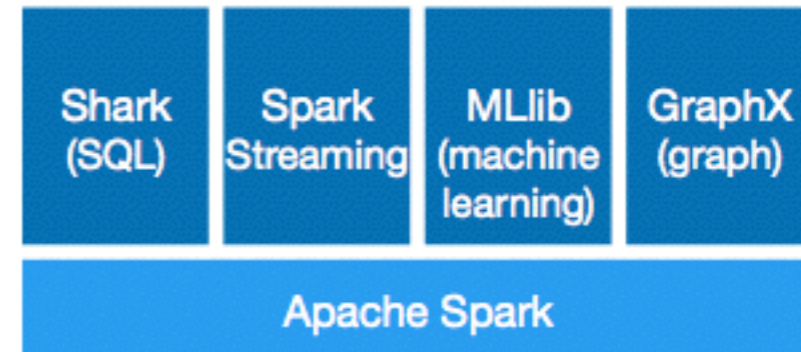 Shark
(SQL)
Spark
Streaming
MLlib
(machine
learning)
GraphX
(graph)
Apache Spark